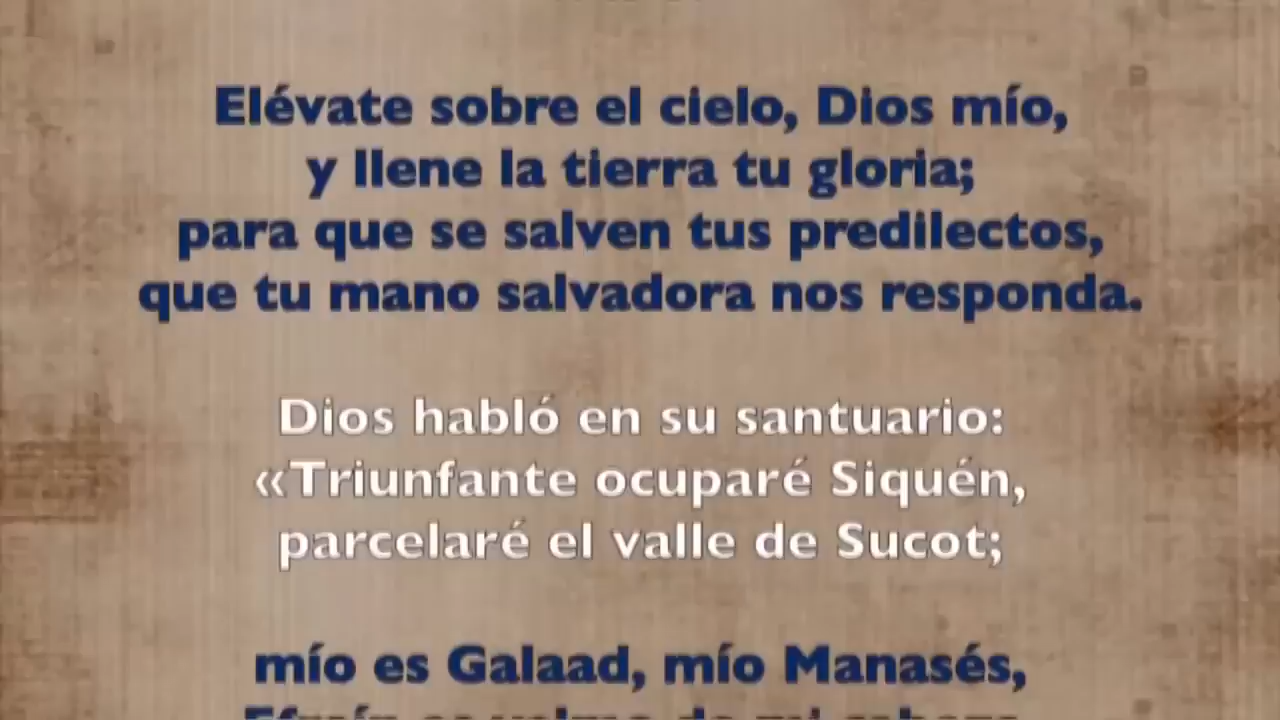 Elévate sobre el cielo, Dios mío,
y llene la tierra tu gloria;
para que se salven tus predilectos,
que tu mano salvadora nos responda.
Dios habló en su santuario:
«Triunfante ocuparé Siquén,
parcelaré el valle de Sucot;
mío es Galaad, mío Manasés,